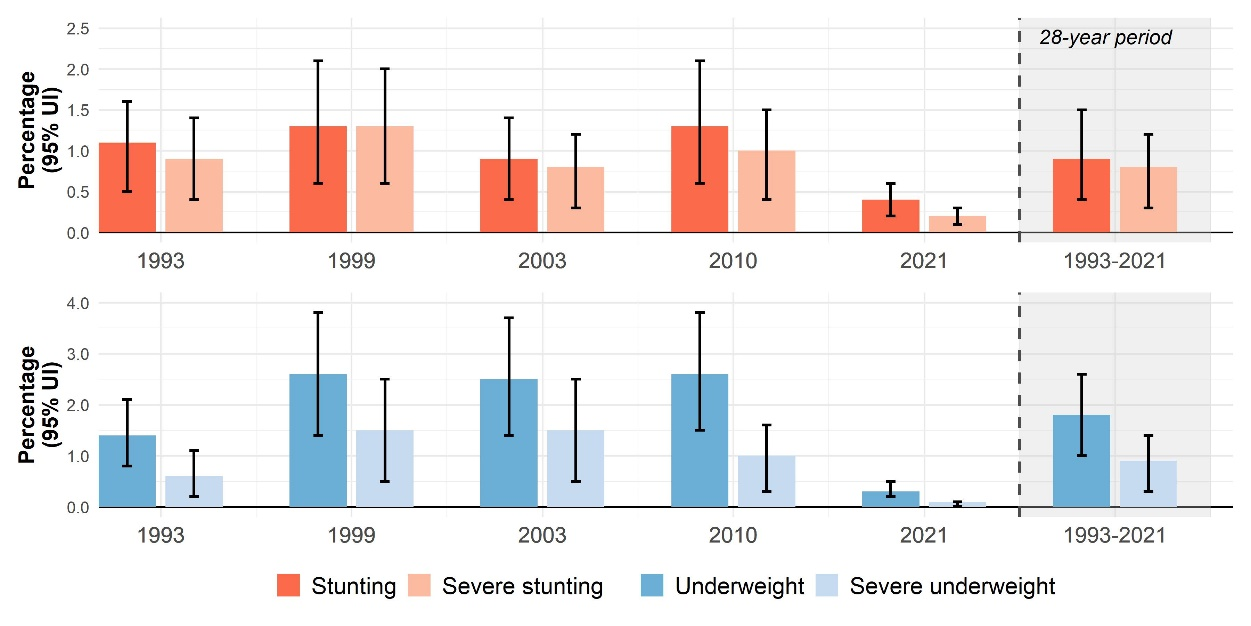 28-year period
Percentage
(95% UI)
2.5
2.0
1.5
1.0
0.5
0.0
1993 1999 2003 2010 2021 1993-2021
Percentage
(95% UI)
4.0
3.0
2.0
1.0
0.0
1993 1999 2003 2010 2021 1993-2021
Stunting Severe stunting Underweight Severe underweight